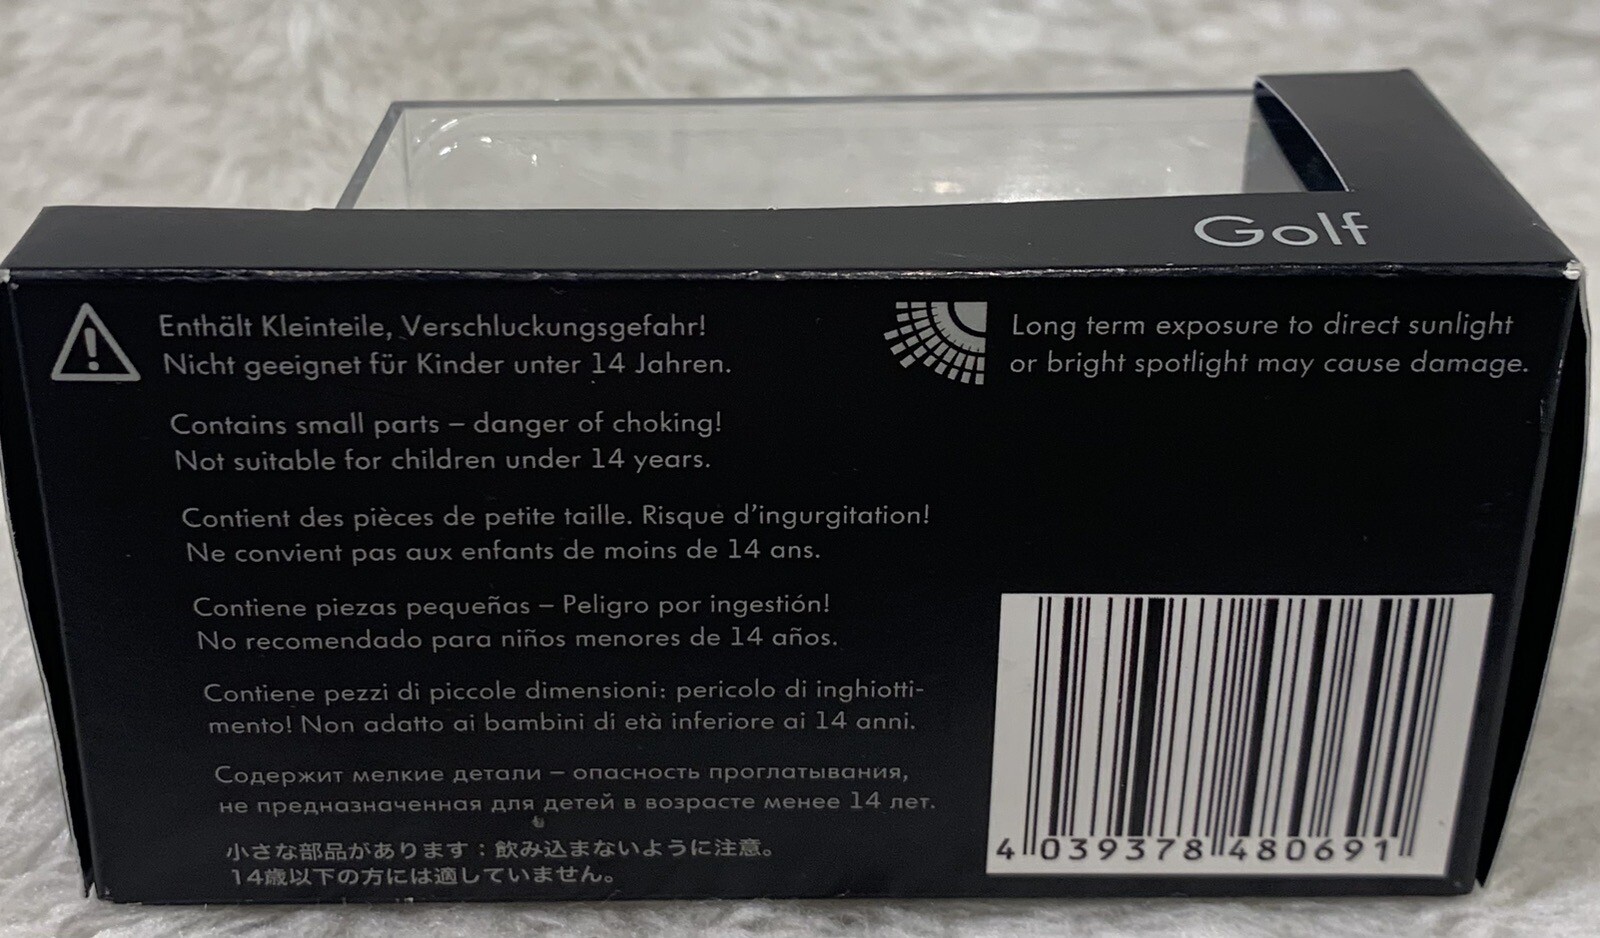 Golf
Enthält Kleinteile, Verschluckungsgefahr!
Nicht geeignet für Kinder unter 14 Jahren.
Long term exposure to direct sunlight
or bright spotlight may cause damage.
Contains small parts – danger of choking!
Not suitable for children under 14 years.
Contient des pièces de petite taille. Risque d'ingurgitation!
Ne convient pas aux enfants de moins de 14 ans.
Contiene piezas pequeñas – Peligro por ingestión!
No recomendado para niños menores de 14 años.
Contiene pezzi di piccole dimensioni: pericolo di inghiotti-
mento! Non adatto ai bambini di età inferiore ai 14 anni.
Содержит мелкие детали – опасность проглатывания,
не предназначенная для детей в возрасте менее 14 лет.
小さな部品があります：飲み込まないように注意。
14歳以下の方には適していません。
4 039378 480691